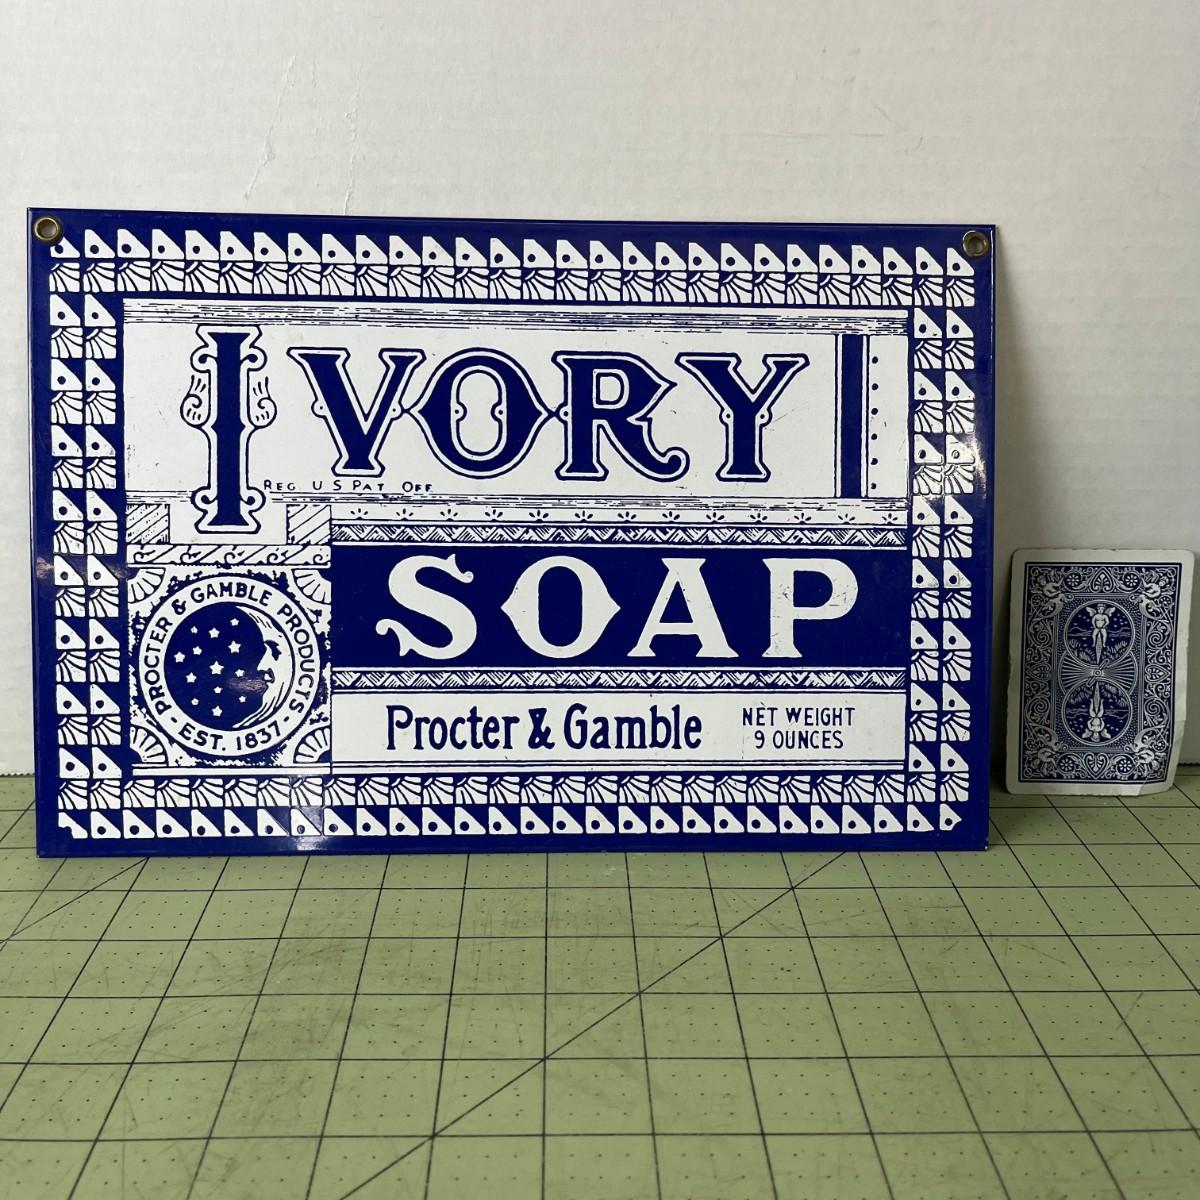 IVORY
REG. U S PAT OFF
SOAP
PROCTER & GAMBLE PRODUCTS
- EST. 1837 -
Procter & Gamble
NET WEIGHT
9 OUNCES